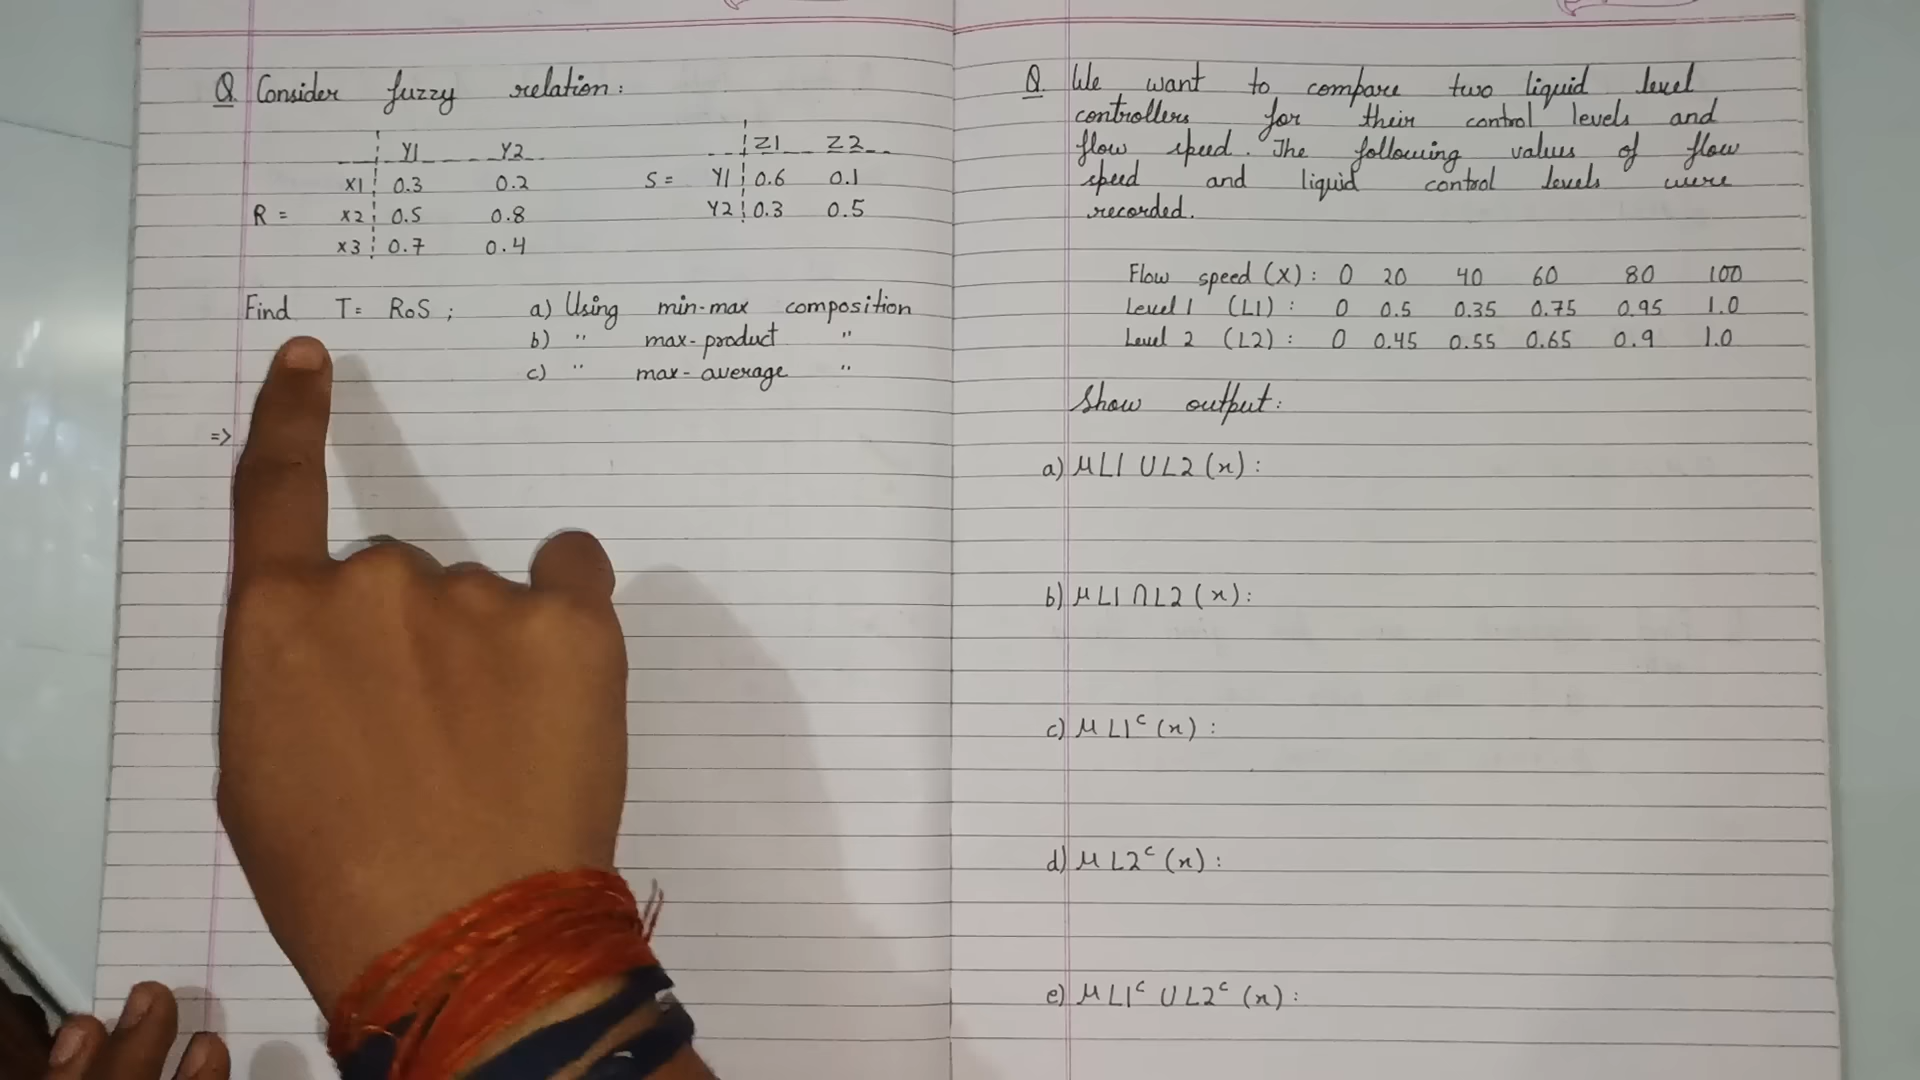 Q. Consider fuzzy relation:
Y1 Y2
X1 0.3 0.2
R = X2 0.5 0.8
X3 0.7 0.4
Z1 Z2
S = Y1 0.6 0.1
Y2 0.3 0.5
Find T = RoS ; a) Using min-max composition
b) " max-product "
c) " max-average "
=>
Q. We want to compare two liquid level
controllers for their control levels and
flow speed. The following values of flow
speed and liquid control levels were
recorded.
Flow speed (X) : 0 20 40 60 80 100
Level 1 (L1) : 0 0.5 0.35 0.75 0.95 1.0
Level 2 (L2) : 0 0.45 0.55 0.65 0.9 1.0
Show output :
a) μL1 ∪ L2 (x) :
b) μL1 ∩ L2 (x) :
c) μL1ᶜ (x) :
d) μL2ᶜ (x) :
e) μL1ᶜ ∪ L2ᶜ (x) :